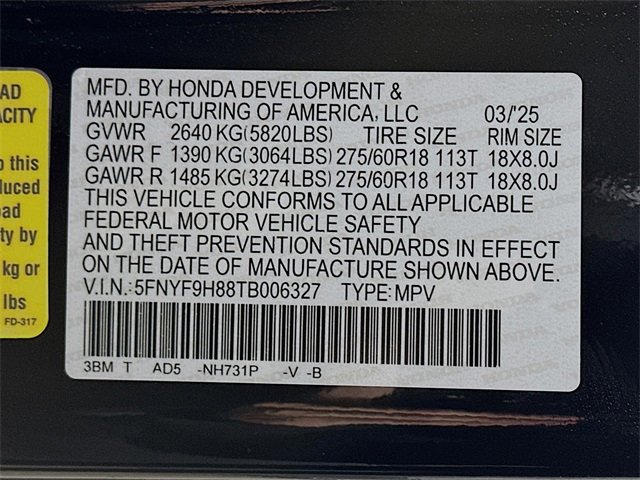 AD
ACITY
o this
duced
oad
ty by
kg or
lbs
FD-317
MFD. BY HONDA DEVELOPMENT &
MANUFACTURING OF AMERICA, LLC 03/'25
GVWR 2640 KG(5820LBS) TIRE SIZE RIM SIZE
GAWR F 1390 KG(3064LBS) 275/60R18 113T 18X8.0J
GAWR R 1485 KG(3274LBS) 275/60R18 113T 18X8.0J
THIS VEHICLE CONFORMS TO ALL APPLICABLE
FEDERAL MOTOR VEHICLE SAFETY
AND THEFT PREVENTION STANDARDS IN EFFECT
ON THE DATE OF MANUFACTURE SHOWN ABOVE.
V.I.N.:5FNYF9H88TB006327 TYPE:MPV
3BM T AD5 -NH731P -V -B